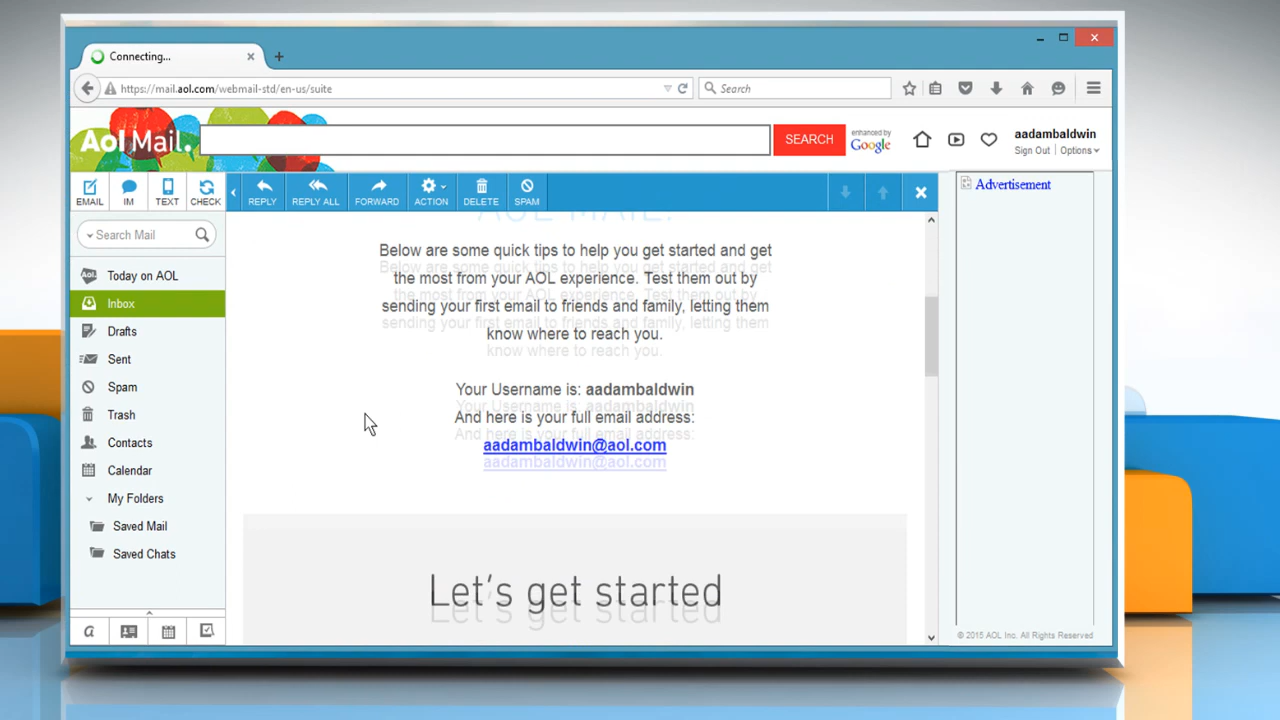 Connecting...
https://mail.aol.com/webmail-std/en-us/suite
Search
Aol Mail.
SEARCH
enhanced by
Google
aadambaldwin
Sign Out
Options
EMAIL
IM
TEXT
CHECK
REPLY
REPLY ALL
FORWARD
ACTION
DELETE
SPAM
Advertisement
Search Mail
Today on AOL
Inbox
Drafts
Sent
Spam
Trash
Contacts
Calendar
My Folders
Saved Mail
Saved Chats
AOL MAIL.
Below are some quick tips to help you get started and get
the most from your AOL experience. Test them out by
sending your first email to friends and family, letting them
know where to reach you.
Your Username is: aadambaldwin
And here is your full email address:
aadambaldwin@aol.com
Let's get started
© 2015 AOL Inc. All Rights Reserved